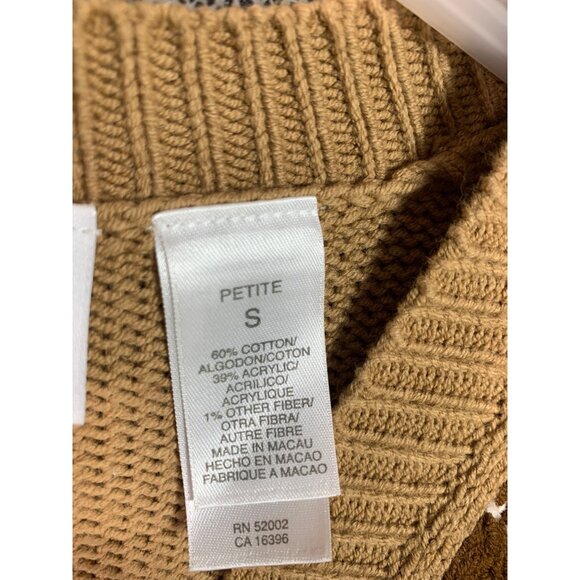 PETITE
S
60% COTTON/
ALGODON/COTON
39% ACRYLIC/
ACRILICO/
ACRYLIQUE
1% OTHER FIBER/
OTRA FIBRA/
AUTRE FIBRE
MADE IN MACAU
HECHO EN MACAO
FABRIQUE A MACAO
RN 52002
CA 16396